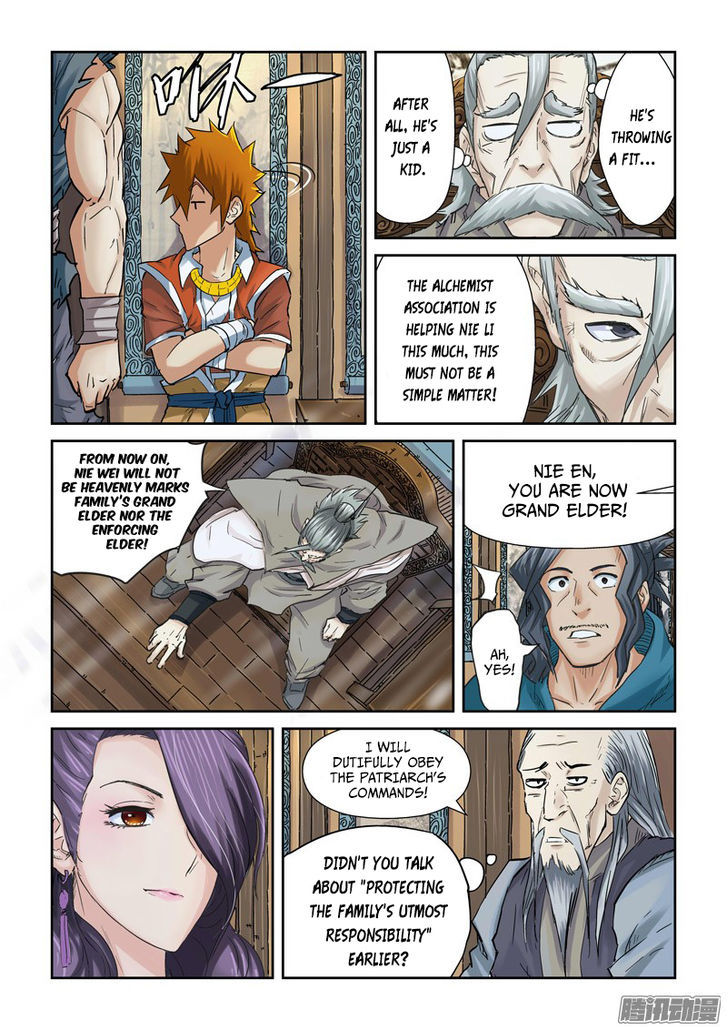 AFTER
ALL, HE'S
JUST A
KID.
HE'S
THROWING
A FIT...
THE ALCHEMIST
ASSOCIATION IS
HELPING NIE LI
THIS MUCH, THIS
MUST NOT BE A
SIMPLE MATTER!
FROM NOW ON,
NIE WEI WILL NOT
BE HEAVENLY MARKS
FAMILY'S GRAND
ELDER NOR THE
ENFORCING
ELDER!
NIE EN,
YOU ARE NOW
GRAND ELDER!
!
AH,
YES!
I WILL
DUTIFULLY OBEY
THE PATRIARCH'S
COMMANDS!
DIDN'T YOU TALK
ABOUT "PROTECTING
THE FAMILY'S UTMOST
RESPONSIBILITY"
EARLIER?
腾讯动漫